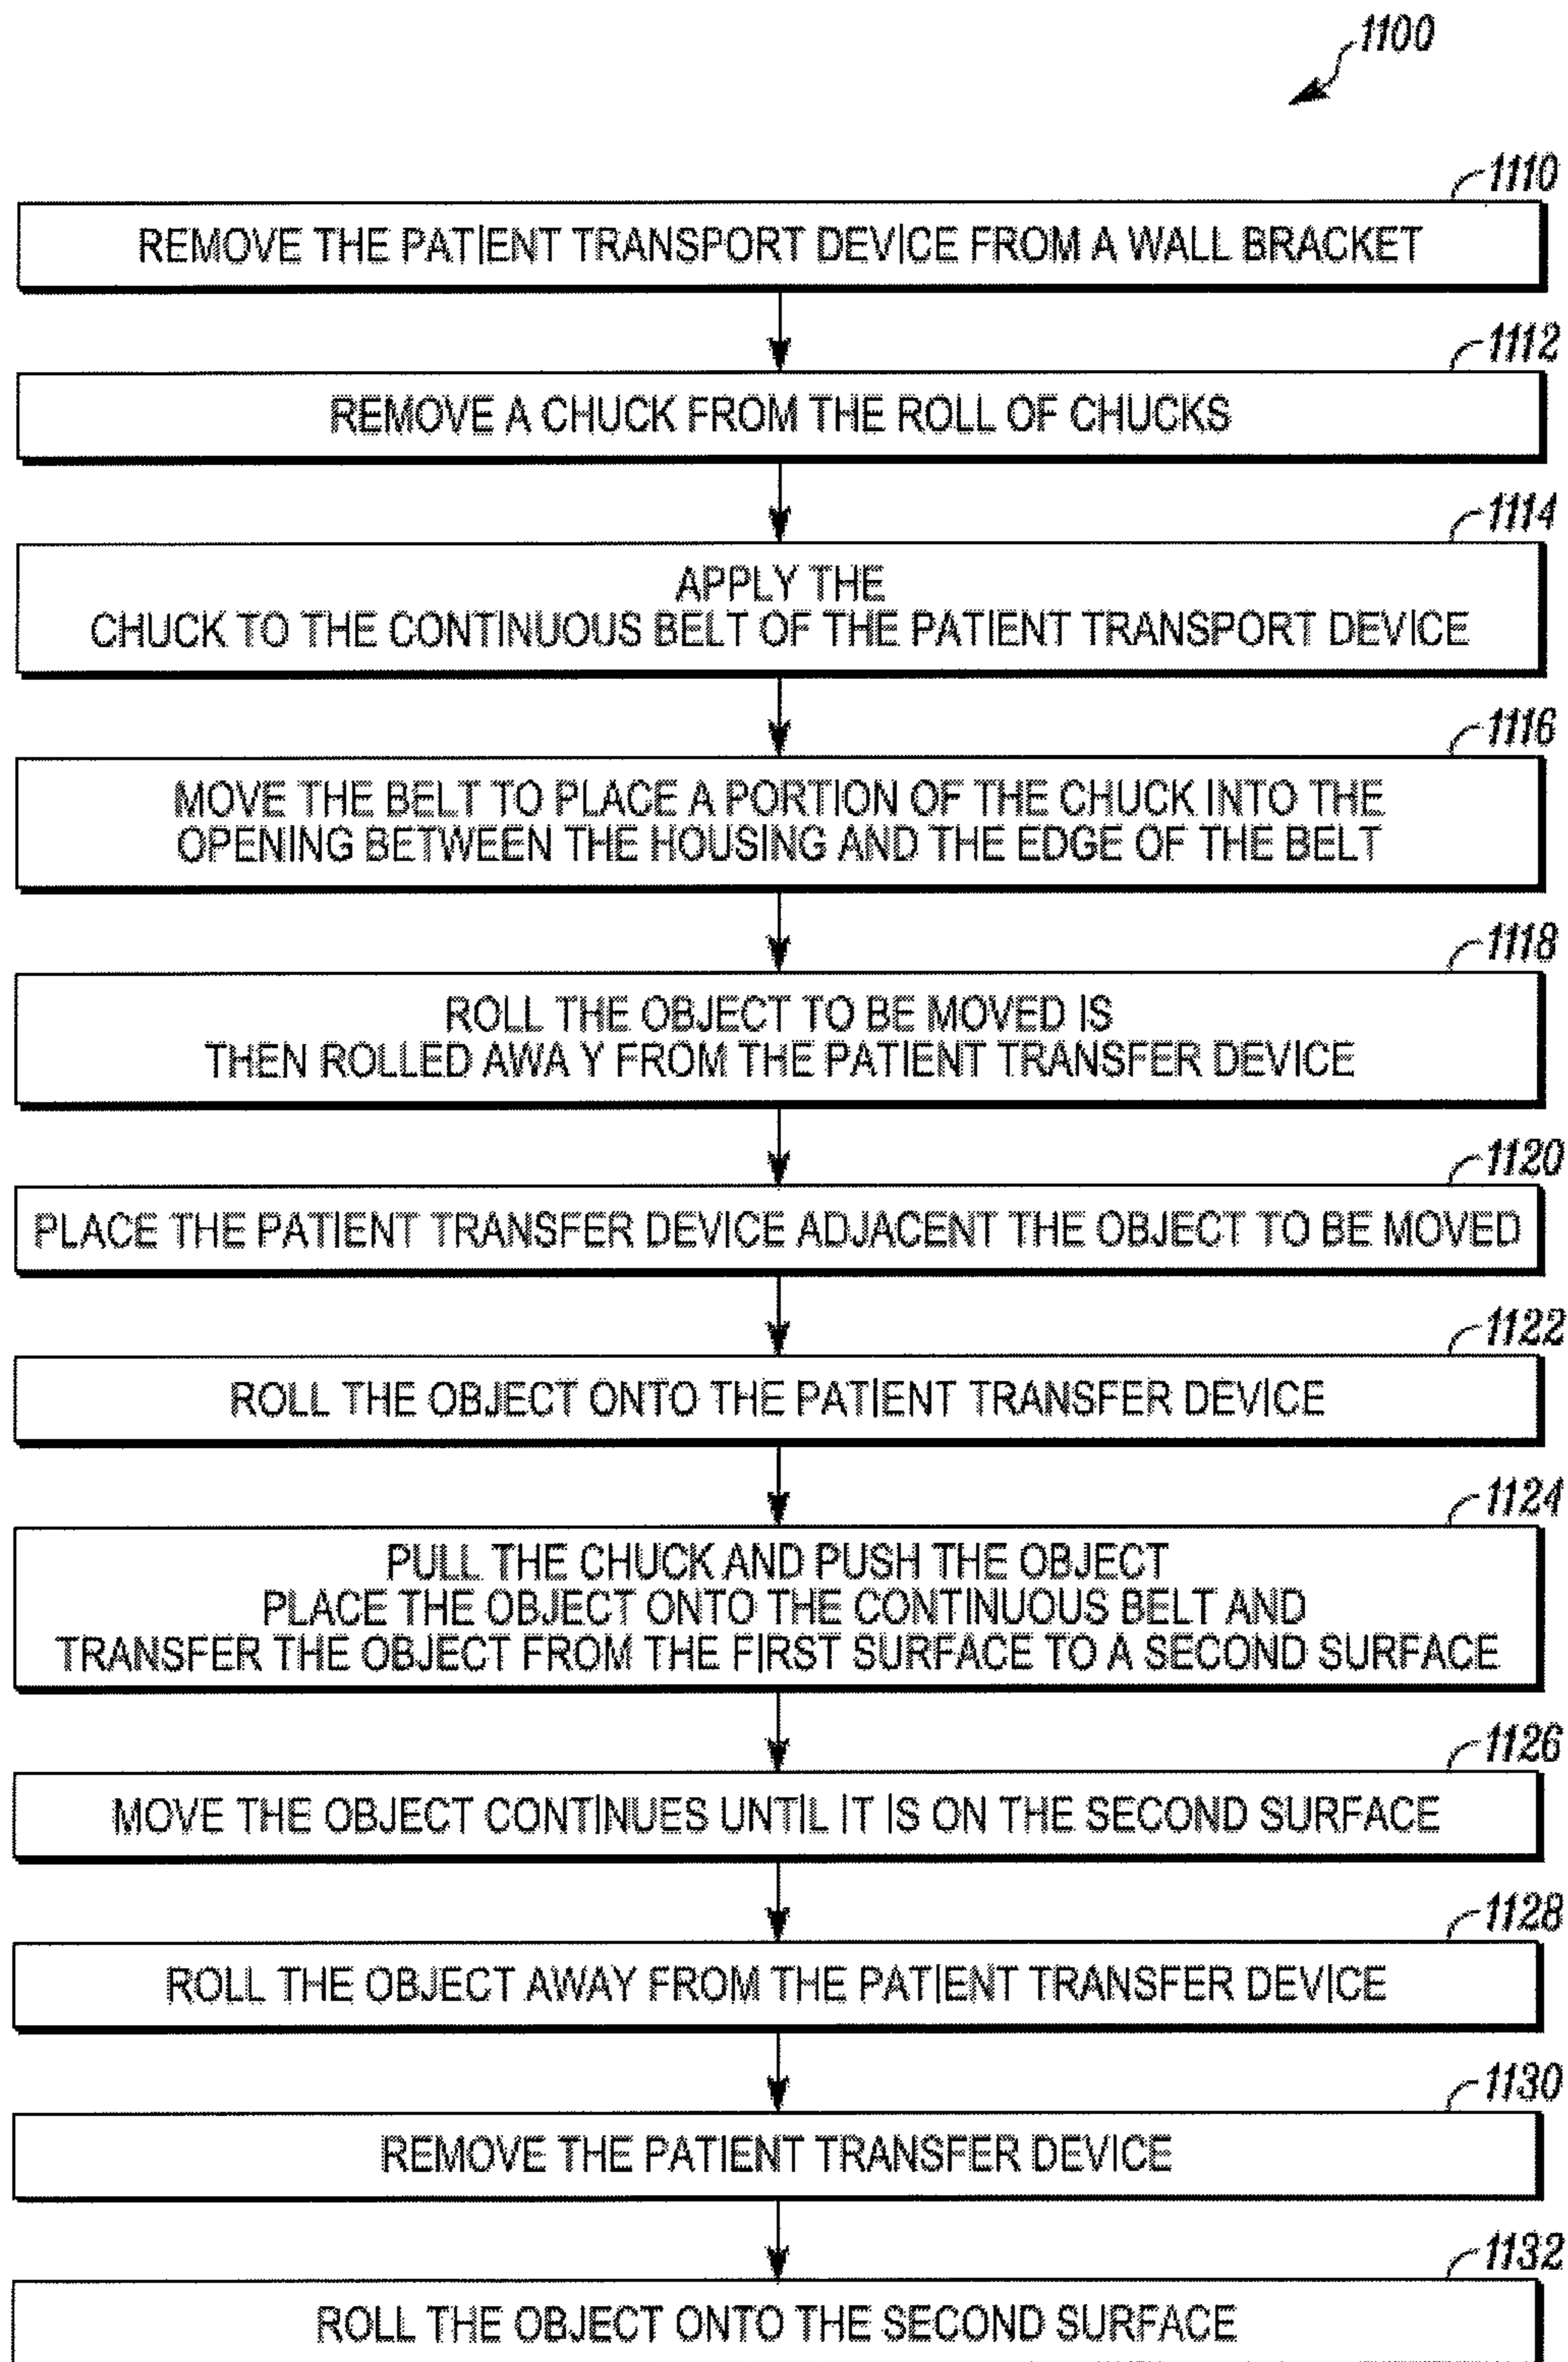 1100
1110
REMOVE THE PATIENT TRANSPORT DEVICE FROM A WALL BRACKET
1112
REMOVE A CHUCK FROM THE ROLL OF CHUCKS
1114
APPLY THE
CHUCK TO THE CONTINUOUS BELT OF THE PATIENT TRANSPORT DEVICE
1116
MOVE THE BELT TO PLACE A PORTION OF THE CHUCK INTO THE
OPENING BETWEEN THE HOUSING AND THE EDGE OF THE BELT
1118
ROLL THE OBJECT TO BE MOVED IS
THEN ROLLED AWA Y FROM THE PATIENT TRANSFER DEVICE
1120
PLACE THE PATIENT TRANSFER DEVICE ADJACENT THE OBJECT TO BE MOVED
1122
ROLL THE OBJECT ONTO THE PATIENT TRANSFER DEVICE
1124
PULL THE CHUCK AND PUSH THE OBJECT
PLACE THE OBJECT ONTO THE CONTINUOUS BELT AND
TRANSFER THE OBJECT FROM THE FIRST SURFACE TO A SECOND SURFACE
1126
MOVE THE OBJECT CONTINUES UNTIL IT IS ON THE SECOND SURFACE
1128
ROLL THE OBJECT AWAY FROM THE PATIENT TRANSFER DEVICE
1130
REMOVE THE PATIENT TRANSFER DEVICE
1132
ROLL THE OBJECT ONTO THE SECOND SURFACE